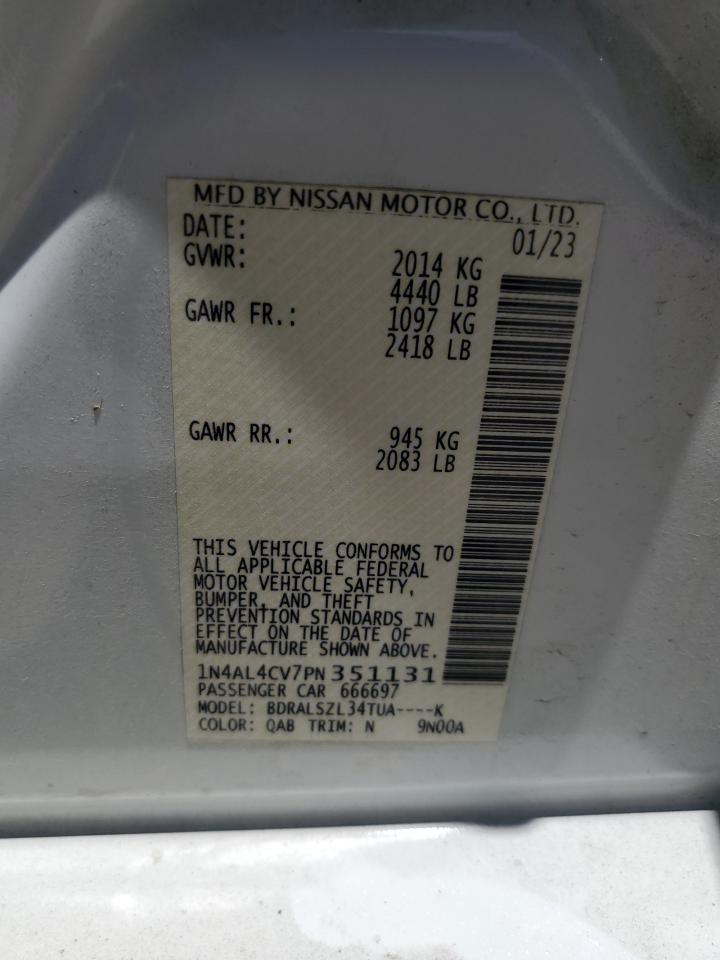 MFD BY NISSAN MOTOR CO., LTD.
DATE: 01/23
GVWR: 2014 KG
4440 LB
GAWR FR.: 1097 KG
2418 LB
GAWR RR.: 945 KG
2083 LB
THIS VEHICLE CONFORMS TO
ALL APPLICABLE FEDERAL
MOTOR VEHICLE SAFETY,
BUMPER, AND THEFT
PREVENTION STANDARDS IN
EFFECT ON THE DATE OF
MANUFACTURE SHOWN ABOVE.
1N4AL4CV7PN351131
PASSENGER CAR 666697
MODEL: BDRALSZL34TUA----K
COLOR: QAB TRIM: N 9N00A